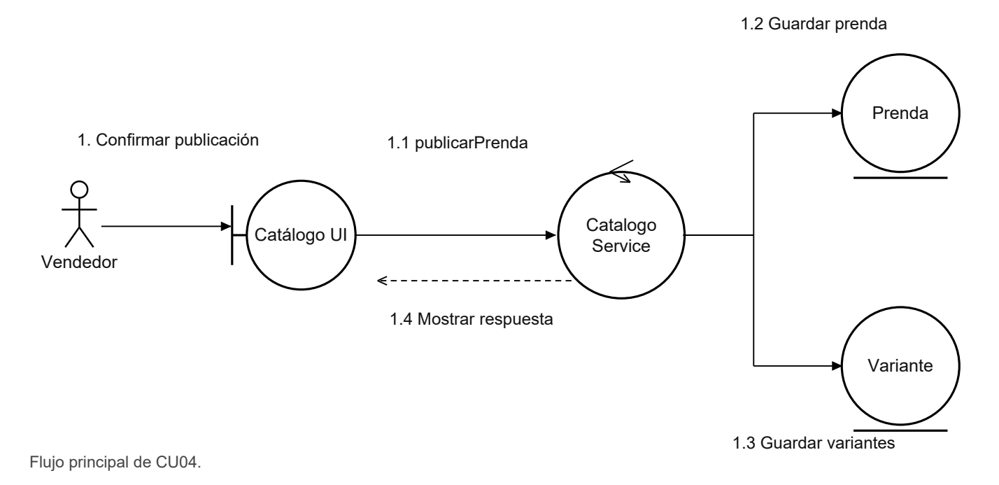 1.2 Guardar prenda
Prenda
1. Confirmar publicación
1.1 publicarPrenda
Vendedor
Catálogo UI
Catalogo
Service
1.4 Mostrar respuesta
Variante
1.3 Guardar variantes
Flujo principal de CU04.